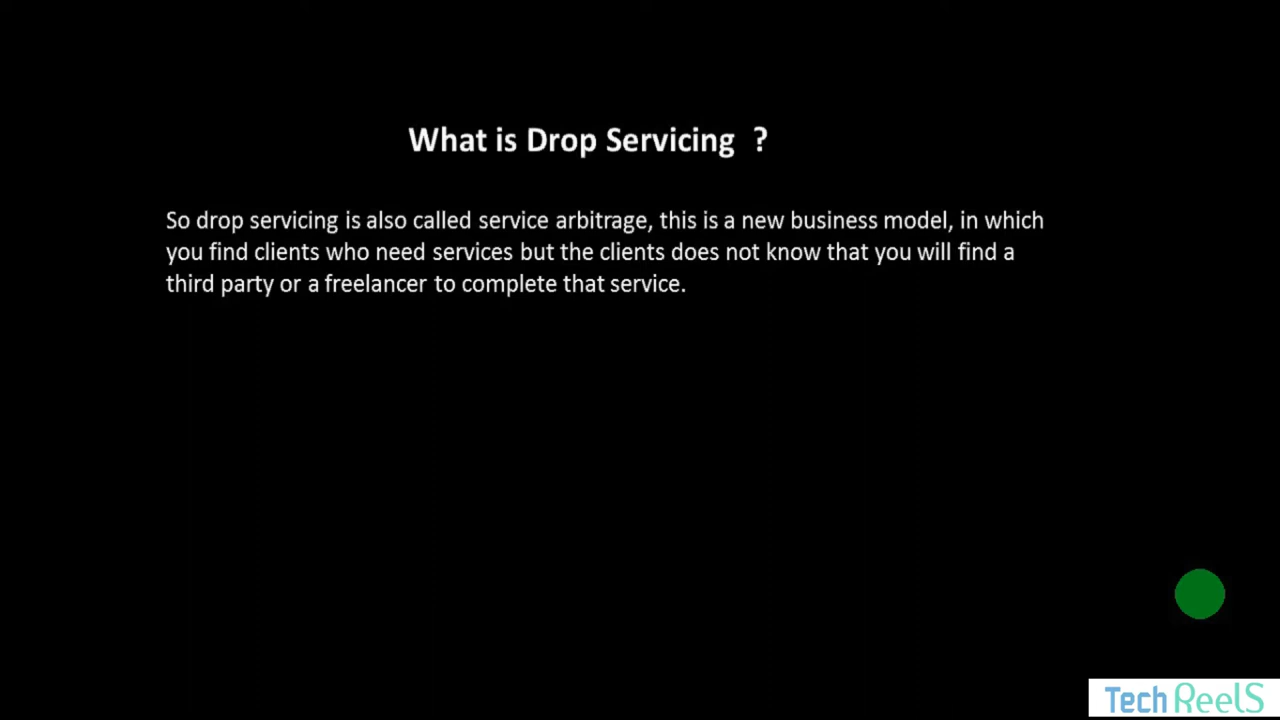 What is Drop Servicing ?
So drop servicing is also called service arbitrage, this is a new business model, in which
you find clients who need services but the clients does not know that you will find a
third party or a freelancer to complete that service.
Tech ReelS